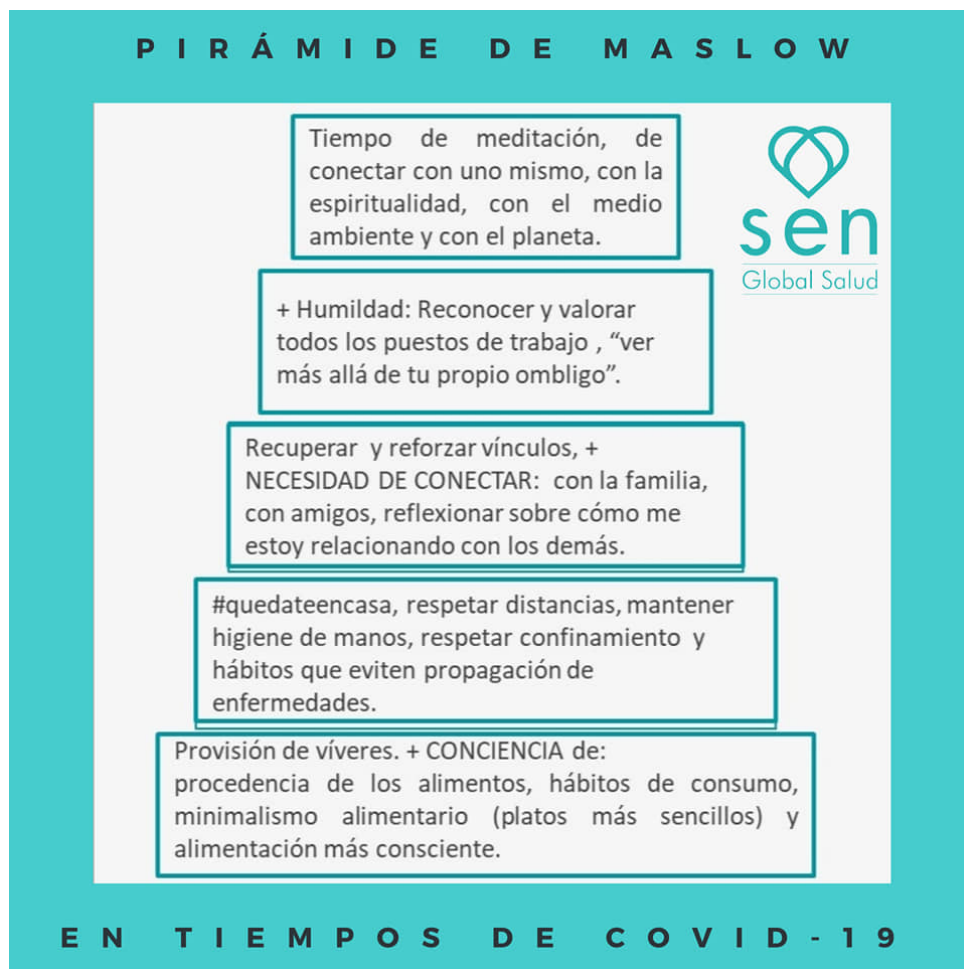 PIRÁMIDE DE MASLOW
Tiempo de meditación, de
conectar con uno mismo, con la
espiritualidad, con el medio
ambiente y con el planeta.
sen
Global Salud
+ Humildad: Reconocer y valorar
todos los puestos de trabajo , “ver
más allá de tu propio ombligo”.
Recuperar y reforzar vínculos, +
NECESIDAD DE CONECTAR: con la familia,
con amigos, reflexionar sobre cómo me
estoy relacionando con los demás.
#quedateencasa, respetar distancias, mantener
higiene de manos, respetar confinamiento y
hábitos que eviten propagación de
enfermedades.
Provisión de víveres. + CONCIENCIA de:
procedencia de los alimentos, hábitos de consumo,
minimalismo alimentario (platos más sencillos) y
alimentación más consciente.
EN TIEMPOS DE COVID-19